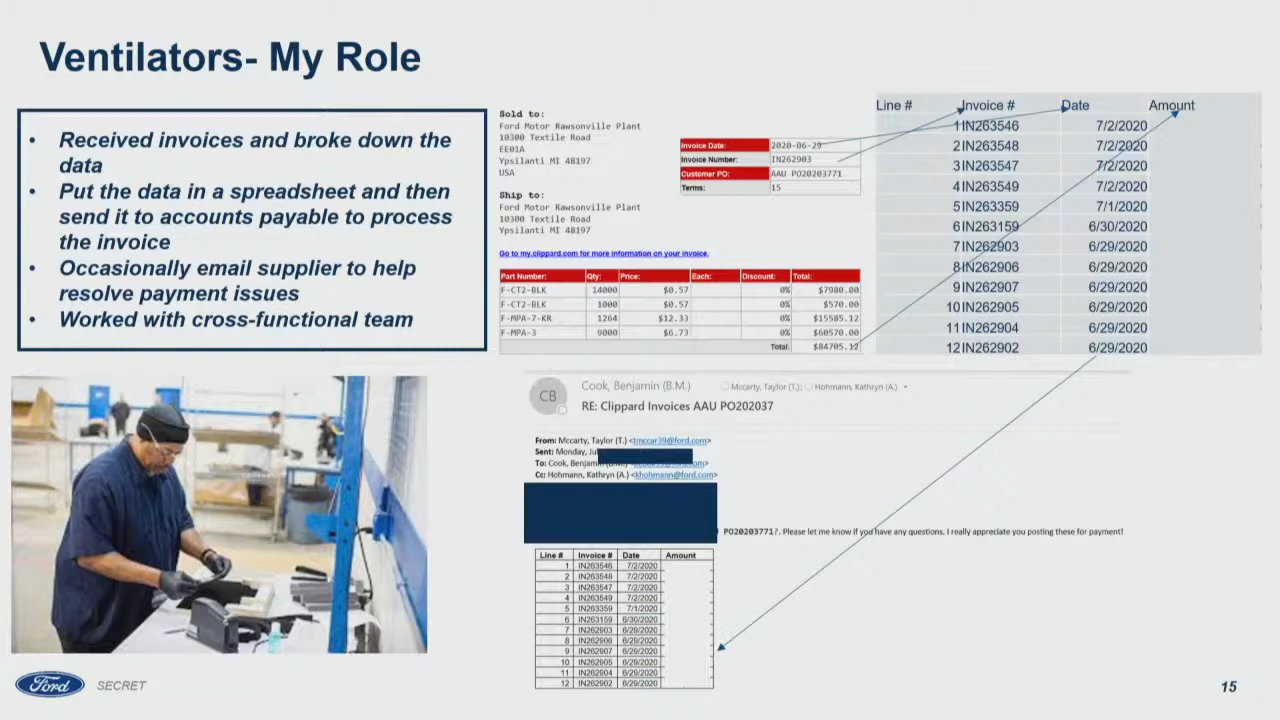 Ventilators- My Role
• Received invoices and broke down the
data
• Put the data in a spreadsheet and then
send it to accounts payable to process
the invoice
• Occasionally email supplier to help
resolve payment issues
• Worked with cross-functional team
Sold to:
Ford Motor Rawsonville Plant
10300 Textile Road
EE01A
Ypsilanti MI 48197
USA
Ship to:
Ford Motor Rawsonville Plant
10300 Textile Road
Ypsilanti MI 48197
Invoice Date: 2020-06-29
Invoice Number: IN262903
Customer PO: AAU PO20203771
Terms: 15
Go to my.clippard.com for more information on your invoice.
Part Number: Qty: Price: Each: Discount: Total:
F-CT2-BLK 14000 $0.57 0% $7980.00
F-CT2-BLK 1000 $0.57 0% $570.00
F-MPA-7-KR 1264 $12.33 0% $15585.12
F-MPA-3 9000 $6.73 0% $60570.00
Total: $84705.12
Line # Invoice # Date Amount
1 IN263546 7/2/2020
2 IN263548 7/2/2020
3 IN263547 7/2/2020
4 IN263549 7/2/2020
5 IN263359 7/1/2020
6 IN263159 6/30/2020
7 IN262903 6/29/2020
8 IN262906 6/29/2020
9 IN262907 6/29/2020
10 IN262905 6/29/2020
11 IN262904 6/29/2020
12 IN262902 6/29/2020
CB
Cook, Benjamin (B.M.) Mccarty, Taylor (T.); Hohmann, Kathryn (A.)
RE: Clippard Invoices AAU PO202037
From: Mccarty, Taylor (T.) <tmccar39@ford.com>
Sent: Monday,
To: Cook, Benjamin
Cc: Hohmann, Kathryn (A.) <khohmann@ford.com>
PO20203771?. Please let me know if you have any questions. I really appreciate you posting these for payment!
Line # Invoice # Date Amount
1 IN263546 7/2/2020
2 IN263548 7/2/2020
3 IN263547 7/2/2020
4 IN263549 7/2/2020
5 IN263359 7/1/2020
6 IN263159 6/30/2020
7 IN262903 6/29/2020
8 IN262906 6/29/2020
9 IN262907 6/29/2020
10 IN262905 6/29/2020
11 IN262904 6/29/2020
12 IN262902 6/29/2020
Ford
SECRET
15